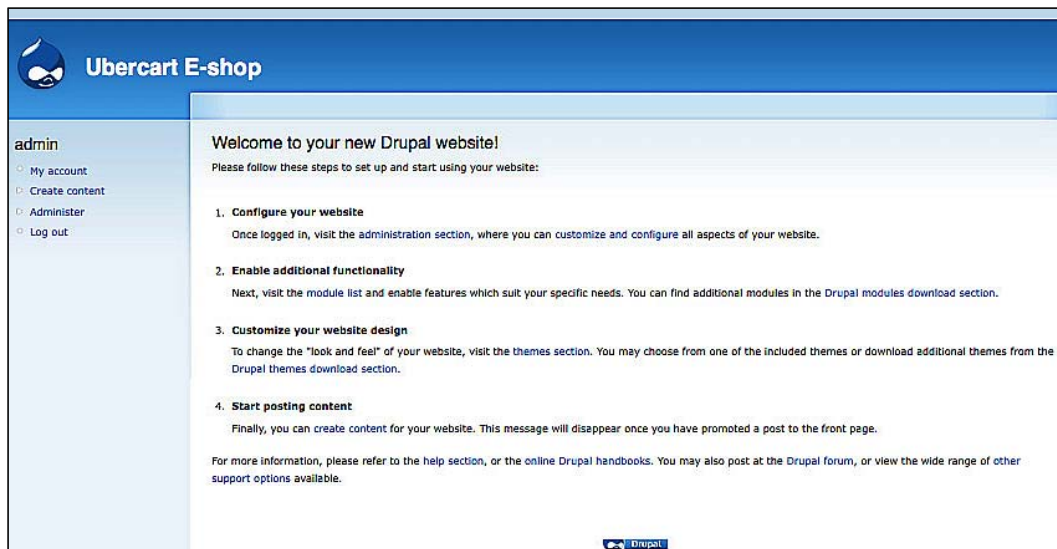 Ubercart E-shop
admin
My account
Create content
Administer
Log out
Welcome to your new Drupal website!
Please follow these steps to set up and start using your website:
1. Configure your website
Once logged in, visit the administration section, where you can customize and configure all aspects of your website.
2. Enable additional functionality
Next, visit the module list and enable features which suit your specific needs. You can find additional modules in the Drupal modules download section.
3. Customize your website design
To change the "look and feel" of your website, visit the themes section. You may choose from one of the included themes or download additional themes from the
Drupal themes download section.
4. Start posting content
Finally, you can create content for your website. This message will disappear once you have promoted a post to the front page.
For more information, please refer to the help section, or the online Drupal handbooks. You may also post at the Drupal forum, or view the wide range of other
support options available.
Drupal